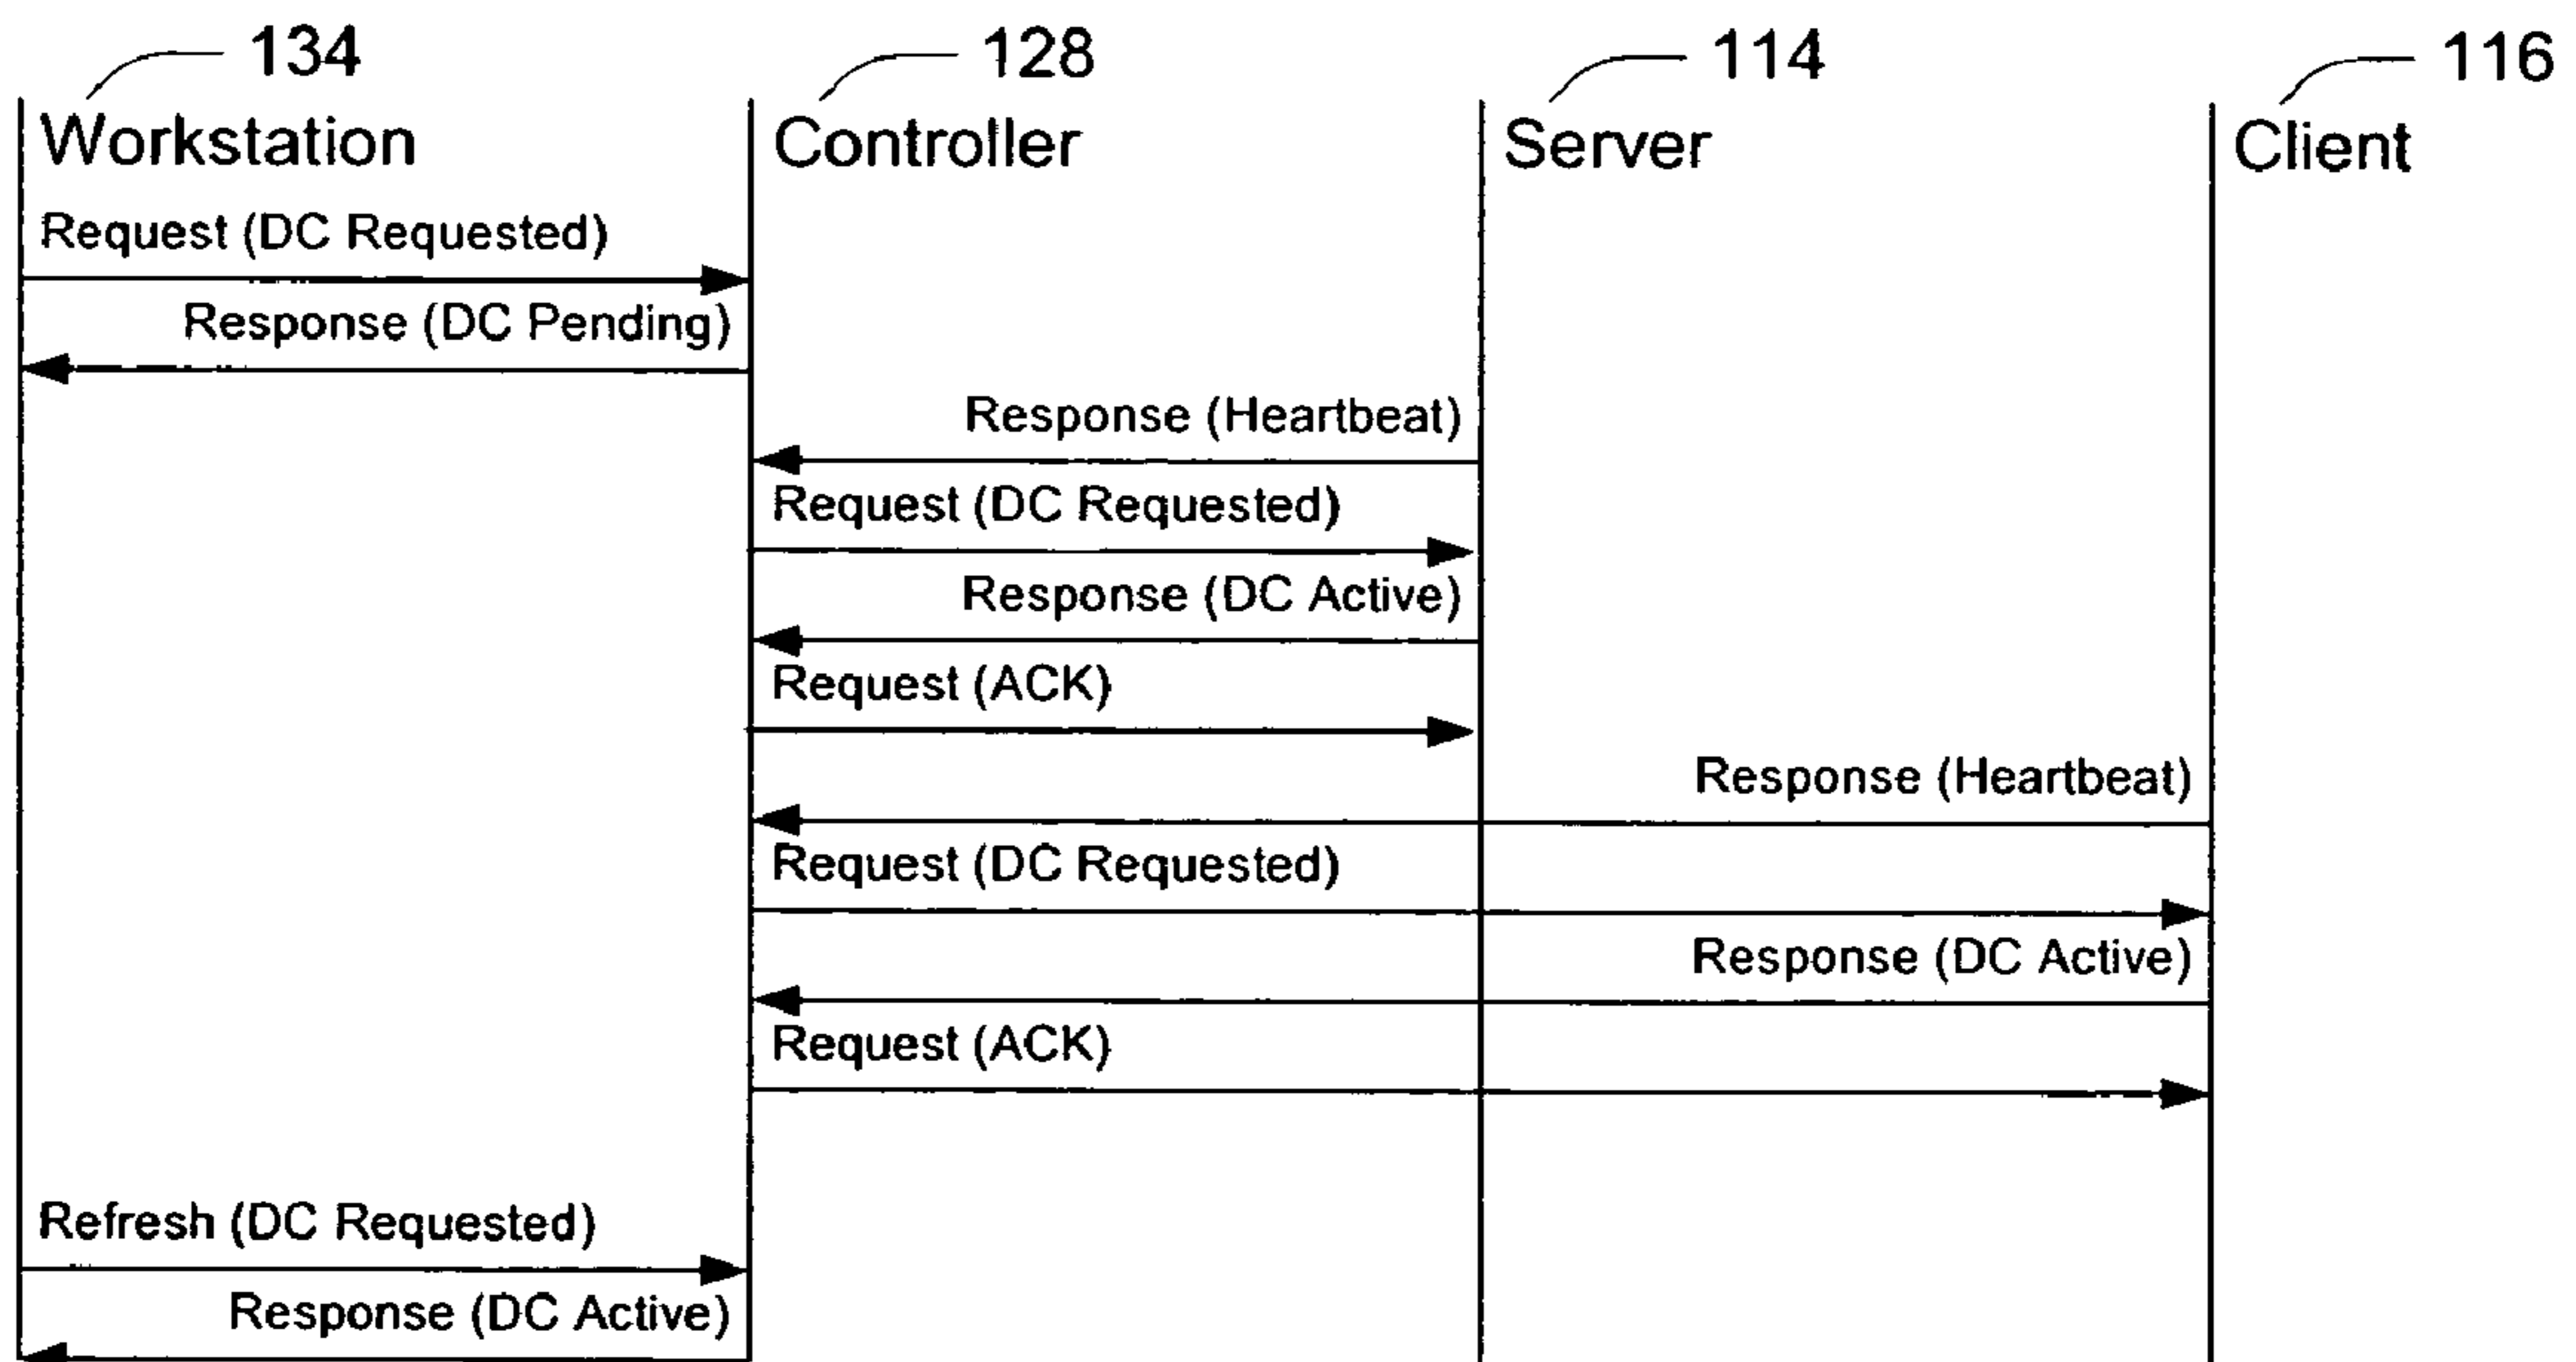 134
128
114
116
Workstation
Controller
Server
Client
Request (DC Requested)
Response (DC Pending)
Response (Heartbeat)
Request (DC Requested)
Response (DC Active)
Request (ACK)
Response (Heartbeat)
Request (DC Requested)
Response (DC Active)
Request (ACK)
Refresh (DC Requested)
Response (DC Active)